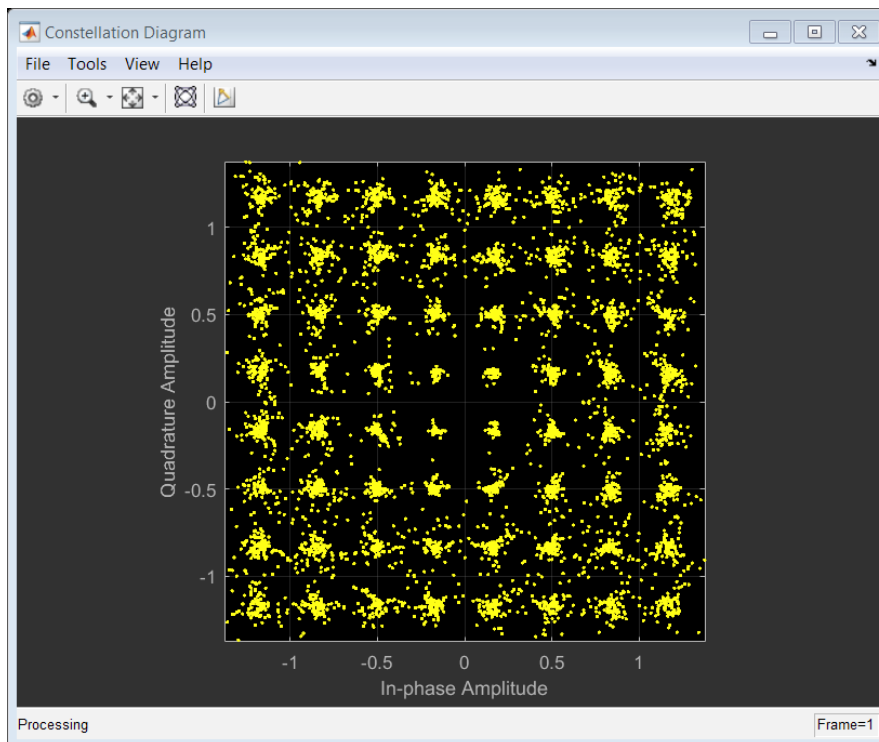 Constellation Diagram
File Tools View Help
1
0.5
0
-0.5
-1
Quadrature Amplitude
-1 -0.5 0 0.5 1
In-phase Amplitude
Processing Frame=1